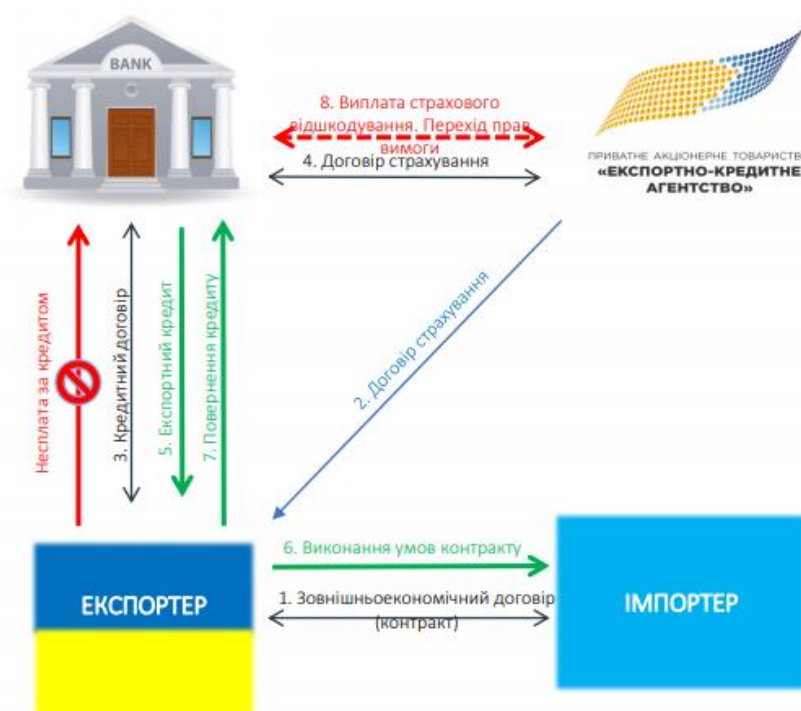 BANK
8. Виплата страхового
відшкодування. Перехід прав
вимоги
4. Договір страхування
ПРИВАТНЕ АКЦІОНЕРНЕ ТОВАРИСТВ
«ЕКСПОРТНО-КРЕДИТНЕ
АГЕНТСТВО»
Несплата за кредитом
3. Кредитний договір
5. Експортний кредит
7. Повернення кредиту
2. Договір страхування
6. Виконання умов контракту
1. Зовнішньоекономічний договір
(контракт)
ЕКСПОРТЕР
ІМПОРТЕР